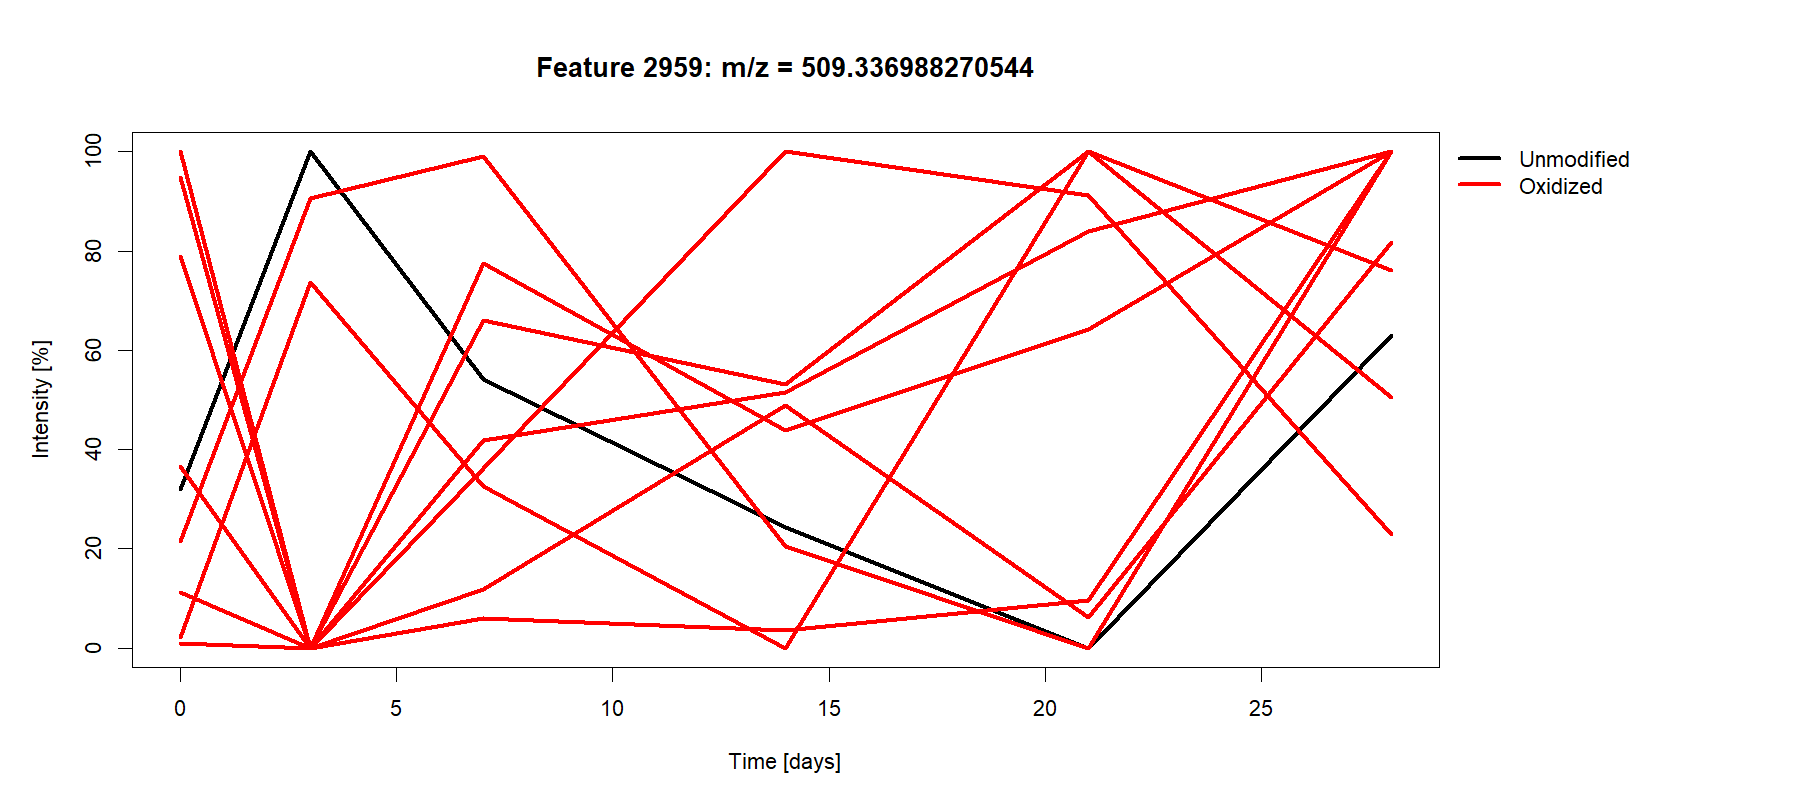 Feature 2959: m/z = 509.336988270544
100
80
60
40
20
0
Intensity [%]
0 5 10 15 20 25
Time [days]
Unmodified
Oxidized